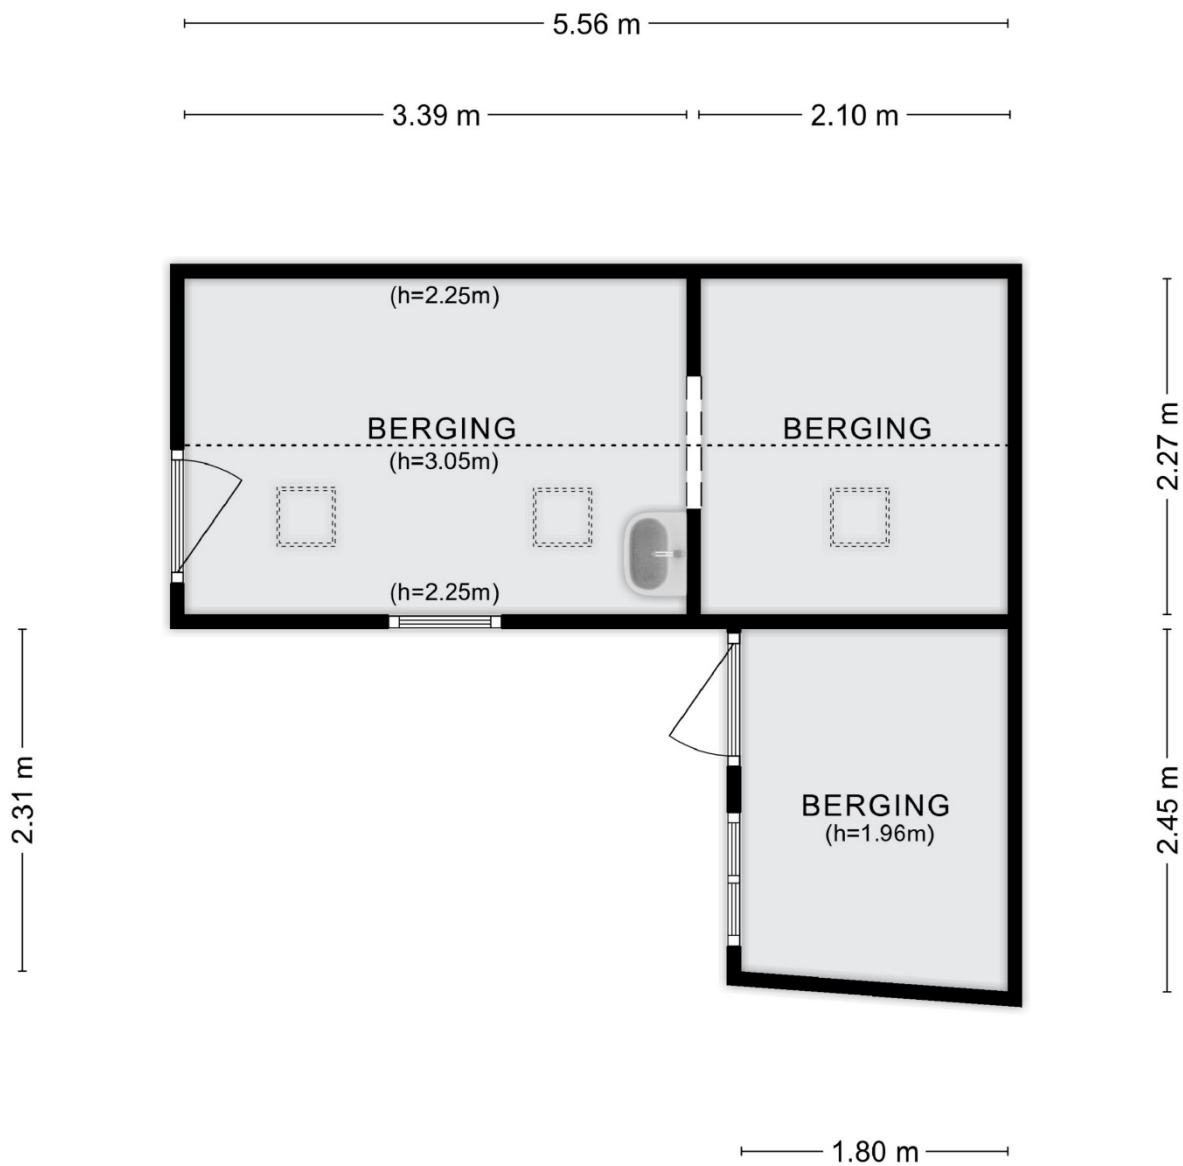 5.56 m
3.39 m
2.10 m
(h=2.25m)
BERGING
BERGING
(h=3.05m)
2.27 m
(h=2.25m)
2.31 m
BERGING
(h=1.96m)
2.45 m
1.80 m